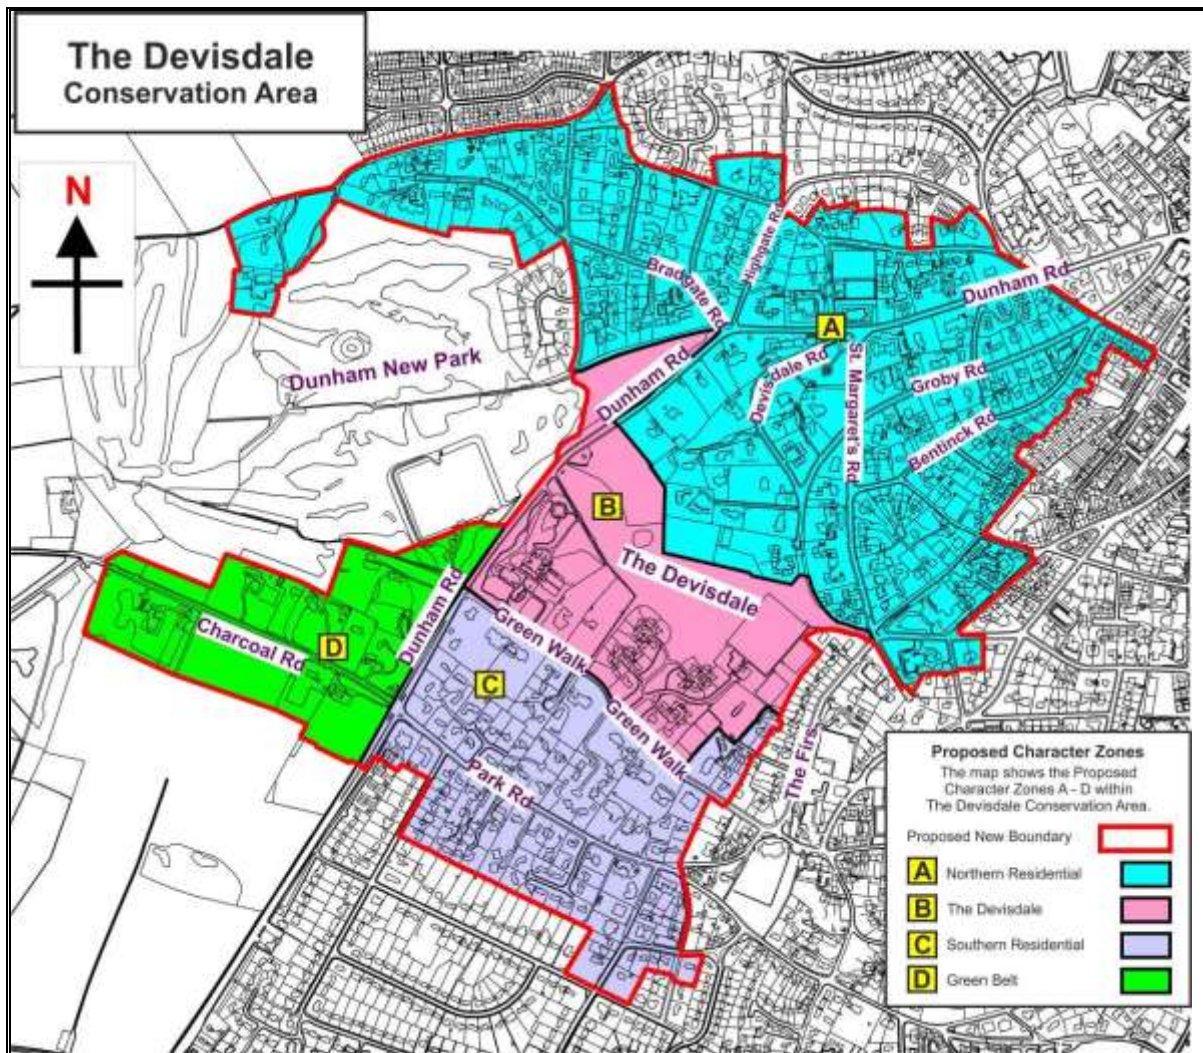 The Devisdale
Conservation Area
N
Highgate Rd
Bradgate Rd
Dunham Rd
A
Dunham New Park
Dunham Rd
Devisdale Rd
St. Margaret's Rd
Groby Rd
Bentinck Rd
B
The Devisdale
Charcoal Rd
D
Dunham Rd
Green Walk
C
Green Walk
Park Rd
The Firs
Proposed Character Zones
The map shows the Proposed
Character Zones A - D within
The Devisdale Conservation Area.
Proposed New Boundary
A Northern Residential
B The Devisdale
C Southern Residential
D Green Belt